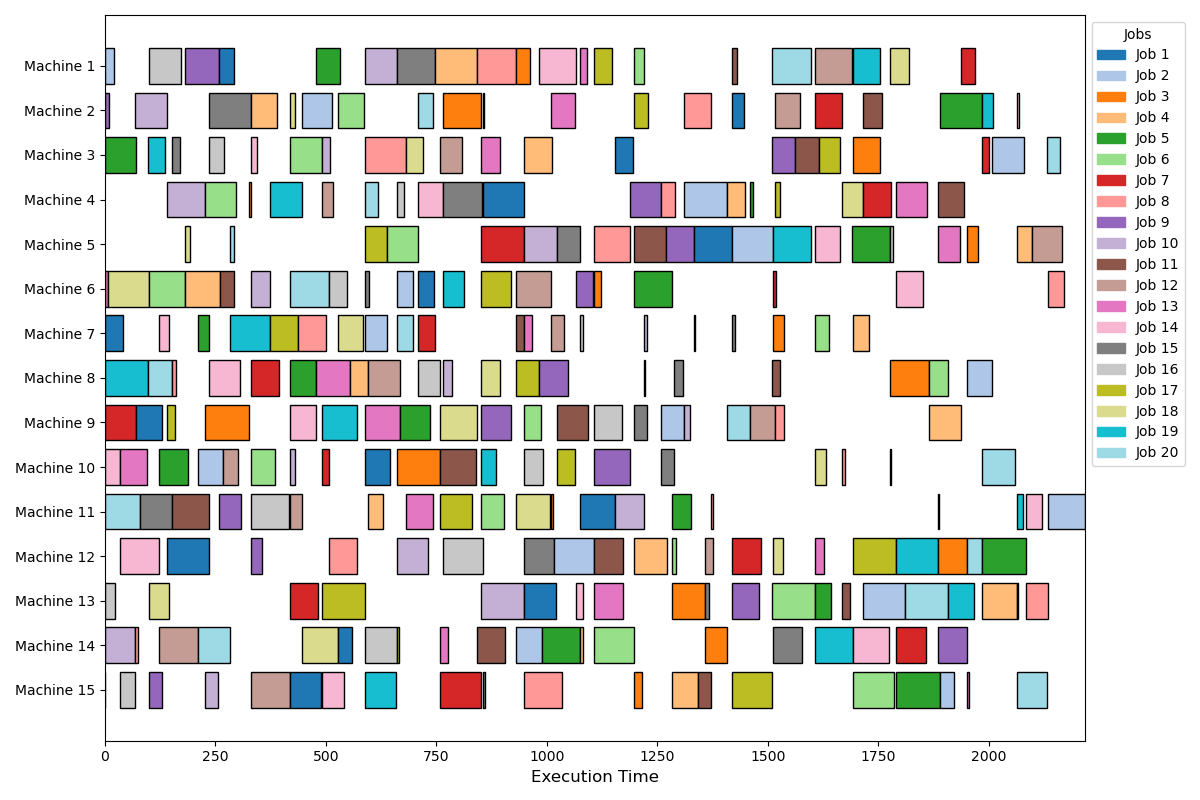 Machine 1
Machine 2
Machine 3
Machine 4
Machine 5
Machine 6
Machine 7
Machine 8
Machine 9
Machine 10
Machine 11
Machine 12
Machine 13
Machine 14
Machine 15
0 250 500 750 1000 1250 1500 1750 2000
Execution Time
Jobs
Job 1
Job 2
Job 3
Job 4
Job 5
Job 6
Job 7
Job 8
Job 9
Job 10
Job 11
Job 12
Job 13
Job 14
Job 15
Job 16
Job 17
Job 18
Job 19
Job 20